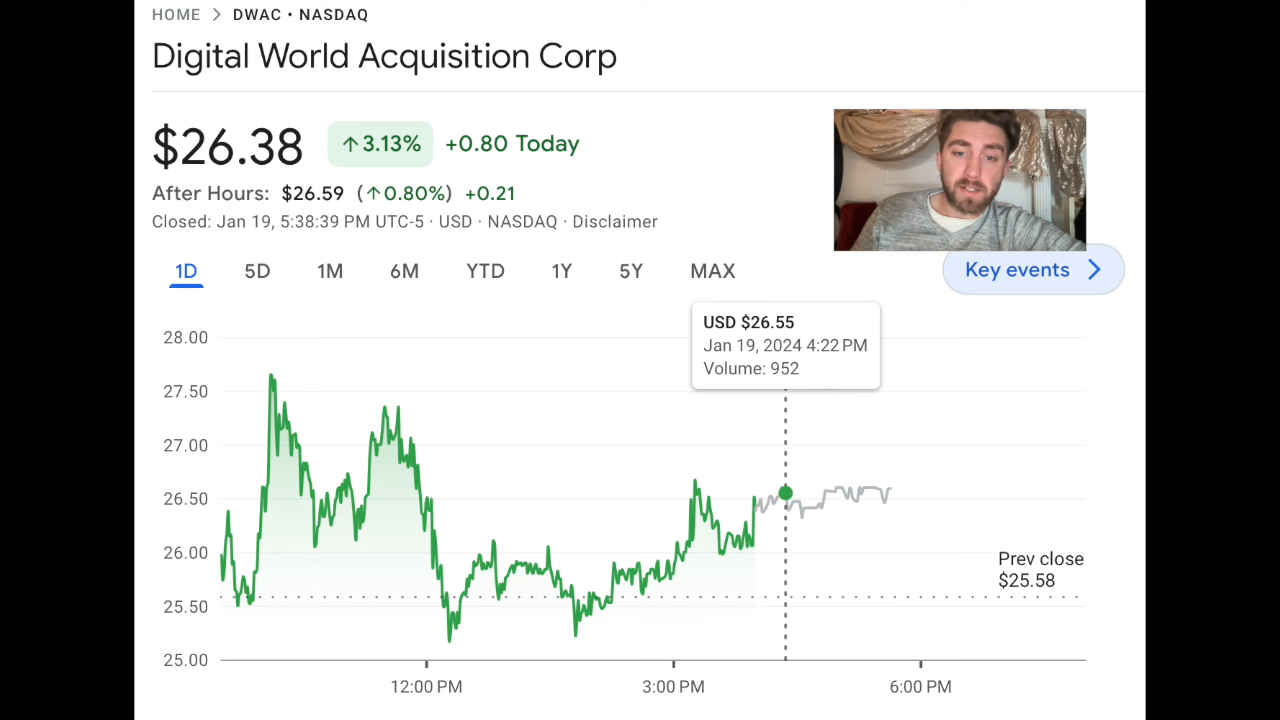 HOME > DWAC • NASDAQ
Digital World Acquisition Corp
$26.38 ↑3.13% +0.80 Today
After Hours: $26.59 (↑0.80%) +0.21
Closed: Jan 19, 5:38:39 PM UTC-5 · USD · NASDAQ · Disclaimer
1D 5D 1M 6M YTD 1Y 5Y MAX
Key events >
USD $26.55
Jan 19, 2024 4:22 PM
Volume: 952
28.00
27.50
27.00
26.50
26.00
25.50
25.00
Prev close
$25.58
12:00 PM 3:00 PM 6:00 PM